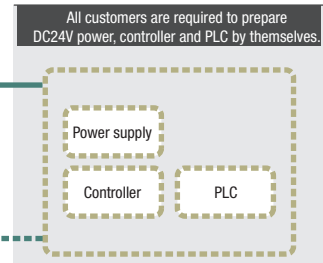 All customers are required to prepare
DC24V power, controller and PLC by themselves.
Power supply
Controller
PLC